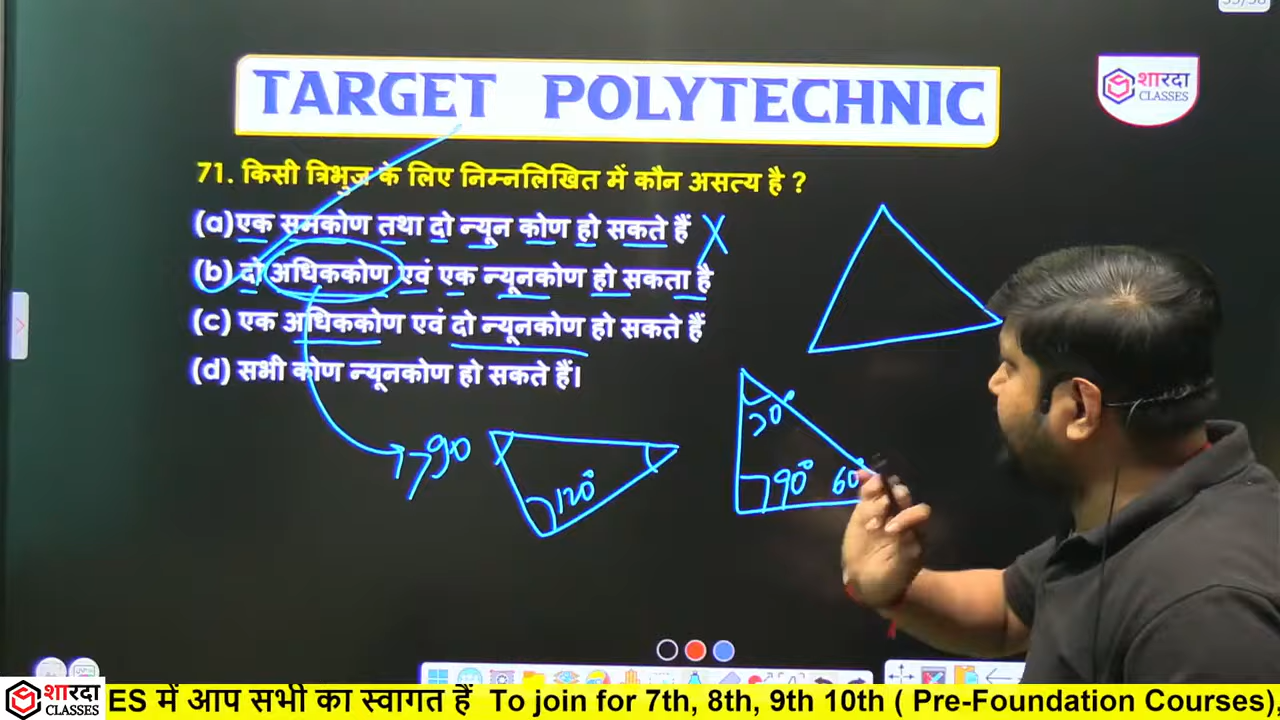 TARGET POLYTECHNIC
शारदा
CLASSES
71. किसी त्रिभुज के लिए निम्नलिखित में कौन असत्य है ?
(a) एक समकोण तथा दो न्यून कोण हो सकते हैं X
(b) दो अधिककोण एवं एक न्यूनकोण हो सकता है
(c) एक अधिककोण एवं दो न्यूनकोण हो सकते हैं
(d) सभी कोण न्यूनकोण हो सकते हैं।
>90
120°
90° 60°
शारदा
CLASSES
ES में आप सभी का स्वागत हैं To join for 7th, 8th, 9th 10th ( Pre-Foundation Courses),